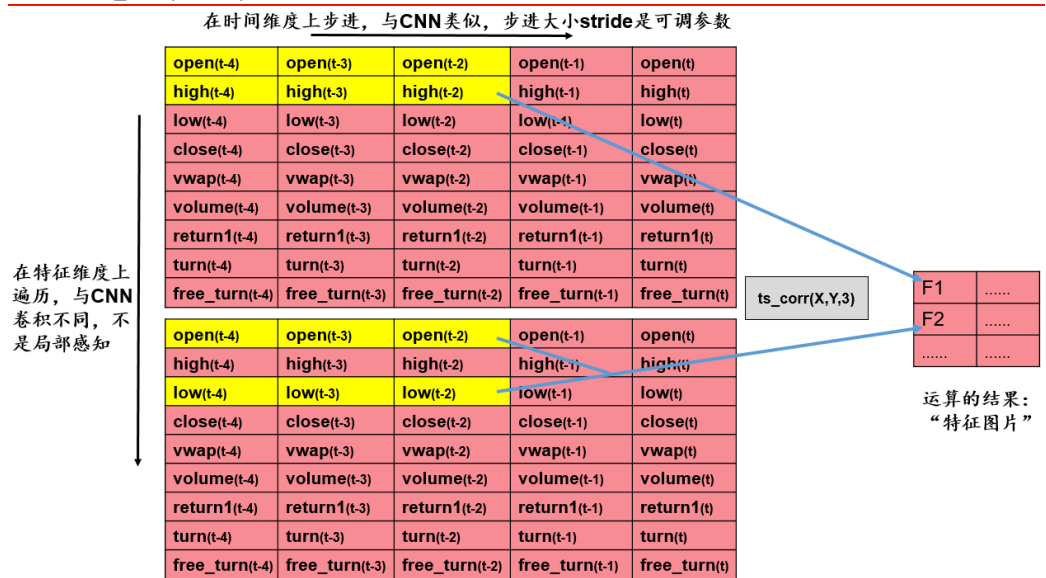 在时间维度上步进，与CNN类似，步进大小stride是可调参数
open(t-4) open(t-3) open(t-2) open(t-1) open(t)
high(t-4) high(t-3) high(t-2) high(t-1) high(t)
low(t-4) low(t-3) low(t-2) low(t-1) low(t)
close(t-4) close(t-3) close(t-2) close(t-1) close(t)
vwap(t-4) vwap(t-3) vwap(t-2) vwap(t-1) vwap(t)
volume(t-4) volume(t-3) volume(t-2) volume(t-1) volume(t)
return1(t-4) return1(t-3) return1(t-2) return1(t-1) return1(t)
turn(t-4) turn(t-3) turn(t-2) turn(t-1) turn(t)
free_turn(t-4) free_turn(t-3) free_turn(t-2) free_turn(t-1) free_turn(t)
在特征维度上
遍历，与CNN
卷积不同，不
是局部感知
ts_corr(X,Y,3)
F1 ......
F2 ......
...... ......
运算的结果：
“特征图片”
open(t-4) open(t-3) open(t-2) open(t-1) open(t)
high(t-4) high(t-3) high(t-2) high(t-1) high(t)
low(t-4) low(t-3) low(t-2) low(t-1) low(t)
close(t-4) close(t-3) close(t-2) close(t-1) close(t)
vwap(t-4) vwap(t-3) vwap(t-2) vwap(t-1) vwap(t)
volume(t-4) volume(t-3) volume(t-2) volume(t-1) volume(t)
return1(t-4) return1(t-3) return1(t-2) return1(t-1) return1(t)
turn(t-4) turn(t-3) turn(t-2) turn(t-1) turn(t)
free_turn(t-4) free_turn(t-3) free_turn(t-2) free_turn(t-1) free_turn(t)